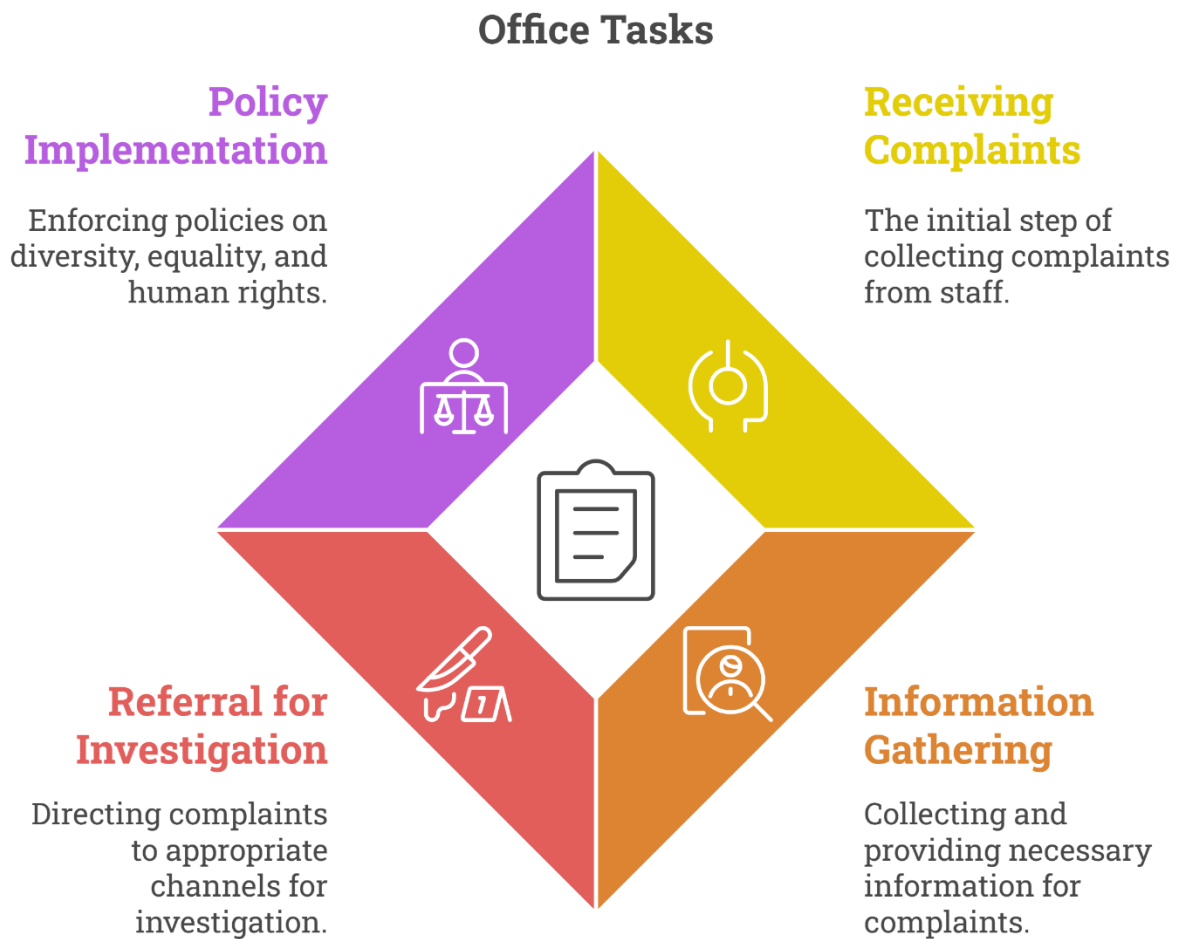 Office Tasks
Policy
Implementation
Enforcing policies on
diversity, equality, and
human rights.
Receiving
Complaints
The initial step of
collecting complaints
from staff.
Referral for
Investigation
Directing complaints
to appropriate
channels for
investigation.
1
Information
Gathering
Collecting and
providing necessary
information for
complaints.